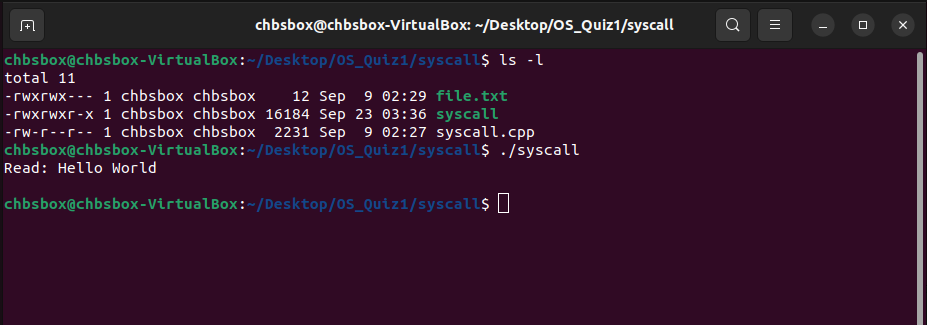 chbsbox@chbsbox-VirtualBox: ~/Desktop/OS_Quiz1/syscall
chbsbox@chbsbox-VirtualBox:~/Desktop/OS_Quiz1/syscall$ ls -l
total 11
-rwxrwx--- 1 chbsbox chbsbox    12 Sep  9 02:29 file.txt
-rwxrwxr-x 1 chbsbox chbsbox 16184 Sep 23 03:36 syscall
-rw-r--r-- 1 chbsbox chbsbox  2231 Sep  9 02:27 syscall.cpp
chbsbox@chbsbox-VirtualBox:~/Desktop/OS_Quiz1/syscall$ ./syscall
Read: Hello World
chbsbox@chbsbox-VirtualBox:~/Desktop/OS_Quiz1/syscall$